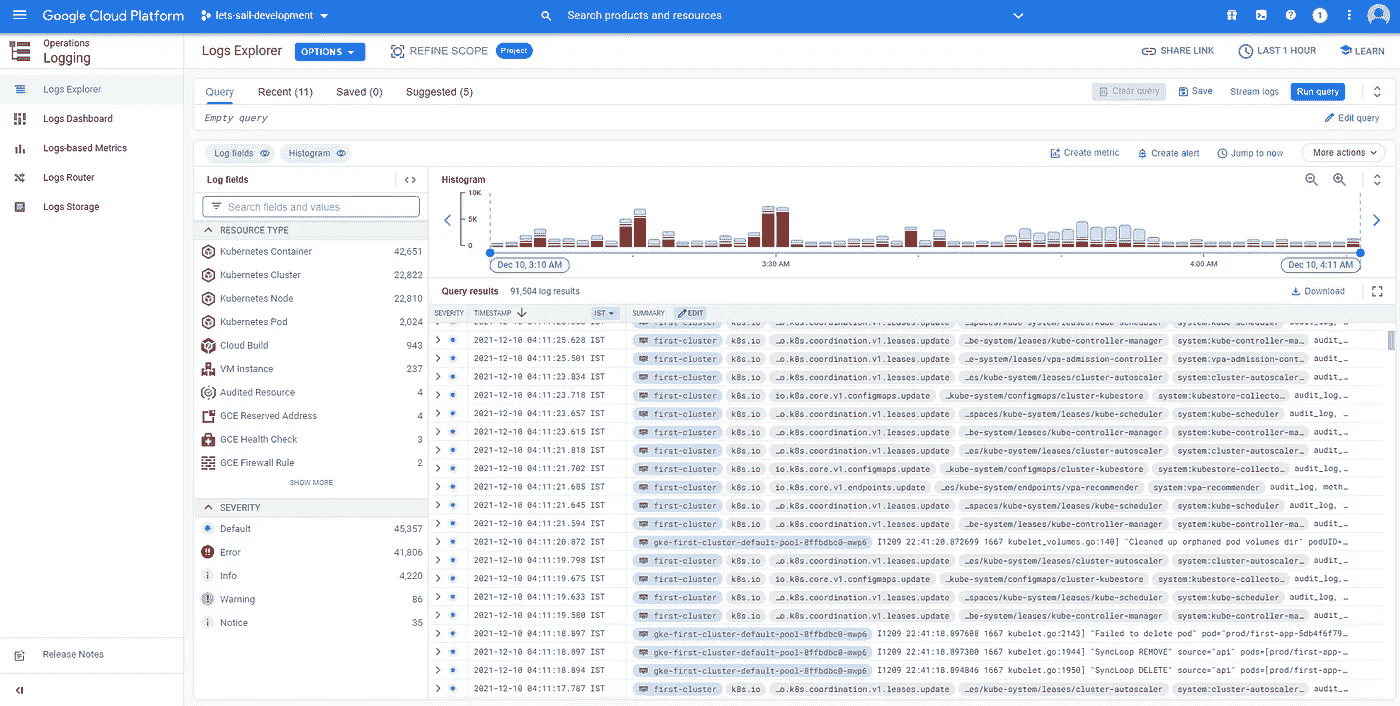 Google Cloud Platform lets-sail-development Search products and resources 1
Operations
Logging
Logs Explorer OPTIONS REFINE SCOPE Project SHARE LINK LAST 1 HOUR LEARN
Logs Explorer
Logs Dashboard
Logs-based Metrics
Logs Router
Logs Storage
Release Notes
Query Recent (11) Saved (0) Suggested (5) Clear query Save Stream logs Run query
Empty query Edit query
Log fields Histogram Create metric Create alert Jump to now More actions
Log fields
Search fields and values
RESOURCE TYPE
Kubernetes Container 42,651
Kubernetes Cluster 22,822
Kubernetes Node 22,810
Kubernetes Pod 2,024
Cloud Build 943
VM Instance 237
Audited Resource 4
GCE Reserved Address 4
GCE Health Check 3
GCE Firewall Rule 2
SHOW MORE
SEVERITY
Default 45,357
Error 41,806
Info 4,220
Warning 86
Notice 35
Histogram
10K
5K
0
Dec 10, 3:10 AM 3:30 AM 4:00 AM Dec 10, 4:11 AM
Query results 91,504 log results Download
SEVERITY TIMESTAMP IST SUMMARY EDIT
2021-12-10 04:11:25.628 IST first-cluster k8s.io …o.k8s.coordination.v1.leases.update …be-system/leases/kube-controller-manager system:kube-controller-ma… audit_…
2021-12-10 04:11:25.501 IST first-cluster k8s.io …o.k8s.coordination.v1.leases.update …e-system/leases/vpa-admission-controller system:vpa-admission-cont… audit_…
2021-12-10 04:11:23.834 IST first-cluster k8s.io …o.k8s.coordination.v1.leases.update …es/kube-system/leases/cluster-autoscaler system:cluster-autoscaler… audit_…
2021-12-10 04:11:23.718 IST first-cluster k8s.io io.k8s.core.v1.configmaps.update …kube-system/configmaps/cluster-kubestore system:kubestore-collecto… audit_log,…
2021-12-10 04:11:23.657 IST first-cluster k8s.io …o.k8s.coordination.v1.leases.update …spaces/kube-system/leases/kube-scheduler system:kube-scheduler audit_log, …
2021-12-10 04:11:23.615 IST first-cluster k8s.io …o.k8s.coordination.v1.leases.update …be-system/leases/kube-controller-manager system:kube-controller-ma… audit_…
2021-12-10 04:11:21.818 IST first-cluster k8s.io …o.k8s.coordination.v1.leases.update …es/kube-system/leases/cluster-autoscaler system:cluster-autoscaler… audit_…
2021-12-10 04:11:21.702 IST first-cluster k8s.io io.k8s.core.v1.configmaps.update …kube-system/configmaps/cluster-kubestore system:kubestore-collecto… audit_log,…
2021-12-10 04:11:21.685 IST first-cluster k8s.io io.k8s.core.v1.endpoints.update …es/kube-system/endpoints/vpa-recommender system:vpa-recommender audit_log, meth…
2021-12-10 04:11:21.645 IST first-cluster k8s.io …o.k8s.coordination.v1.leases.update …spaces/kube-system/leases/kube-scheduler system:kube-scheduler audit_log, …
2021-12-10 04:11:21.594 IST first-cluster k8s.io …o.k8s.coordination.v1.leases.update …be-system/leases/kube-controller-manager system:kube-controller-ma… audit_…
2021-12-10 04:11:20.872 IST gke-first-cluster-default-pool-8ffbdbc0-mwp6 I1209 22:41:20.872699 1667 kubelet_volumes.go:140] "Cleaned up orphaned pod volumes dir" podUID=…
2021-12-10 04:11:19.798 IST first-cluster k8s.io …o.k8s.coordination.v1.leases.update …es/kube-system/leases/cluster-autoscaler system:cluster-autoscaler… audit_…
2021-12-10 04:11:19.675 IST first-cluster k8s.io io.k8s.core.v1.configmaps.update …kube-system/configmaps/cluster-kubestore system:kubestore-collecto… audit_log,…
2021-12-10 04:11:19.633 IST first-cluster k8s.io …o.k8s.coordination.v1.leases.update …spaces/kube-system/leases/kube-scheduler system:kube-scheduler audit_log, …
2021-12-10 04:11:19.580 IST first-cluster k8s.io …o.k8s.coordination.v1.leases.update …be-system/leases/kube-controller-manager system:kube-controller-ma… audit_…
2021-12-10 04:11:18.897 IST gke-first-cluster-default-pool-8ffbdbc0-mwp6 I1209 22:41:18.897608 1667 kubelet.go:2143] "Failed to delete pod" pod="prod/first-app-5db4f6f79…
2021-12-10 04:11:18.897 IST gke-first-cluster-default-pool-8ffbdbc0-mwp6 I1209 22:41:18.897300 1667 kubelet.go:1944] "SyncLoop REMOVE" source="api" pods=[prod/first-app-…
2021-12-10 04:11:18.894 IST gke-first-cluster-default-pool-8ffbdbc0-mwp6 I1209 22:41:18.894846 1667 kubelet.go:1950] "SyncLoop DELETE" source="api" pods=[prod/first-app-…
2021-12-10 04:11:17.787 IST first-cluster k8s.io …o.k8s.coordination.v1.leases.update …es/kube-system/leases/cluster-autoscaler system:cluster-autoscaler… audit_…